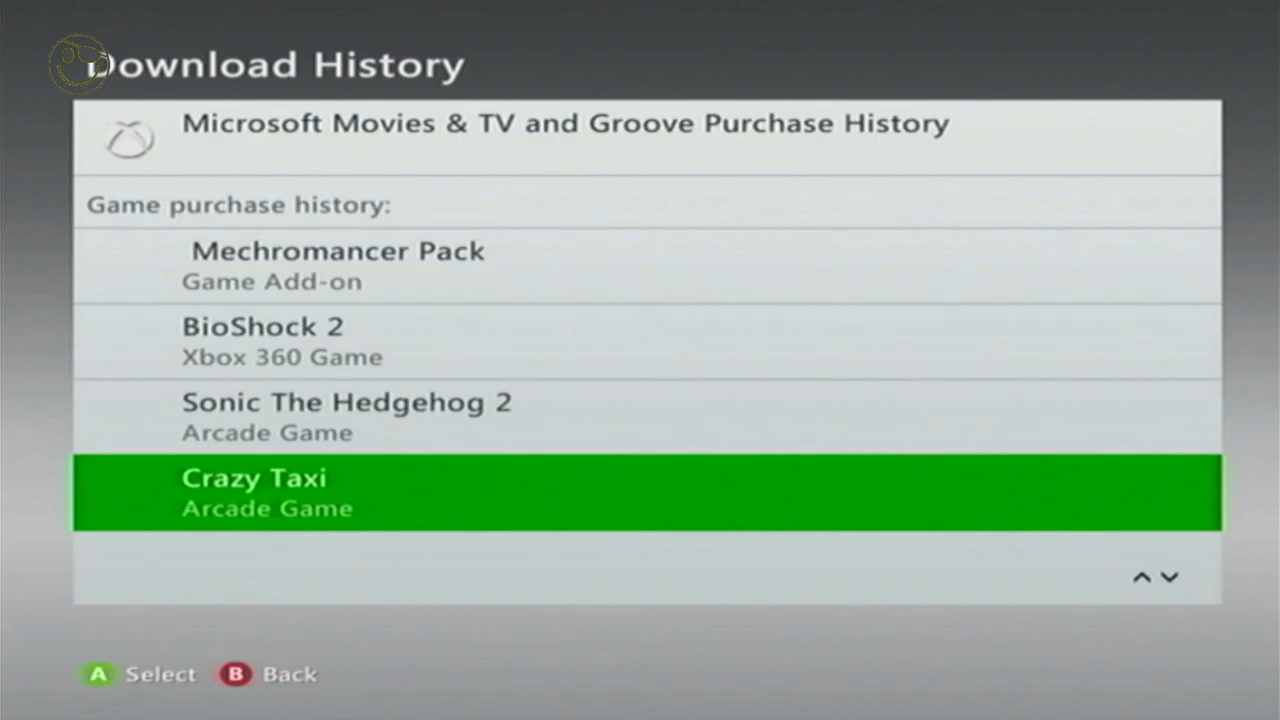 Download History
Microsoft Movies & TV and Groove Purchase History
Game purchase history:
Mechromancer Pack
Game Add-on
BioShock 2
Xbox 360 Game
Sonic The Hedgehog 2
Arcade Game
Crazy Taxi
Arcade Game
A Select B Back